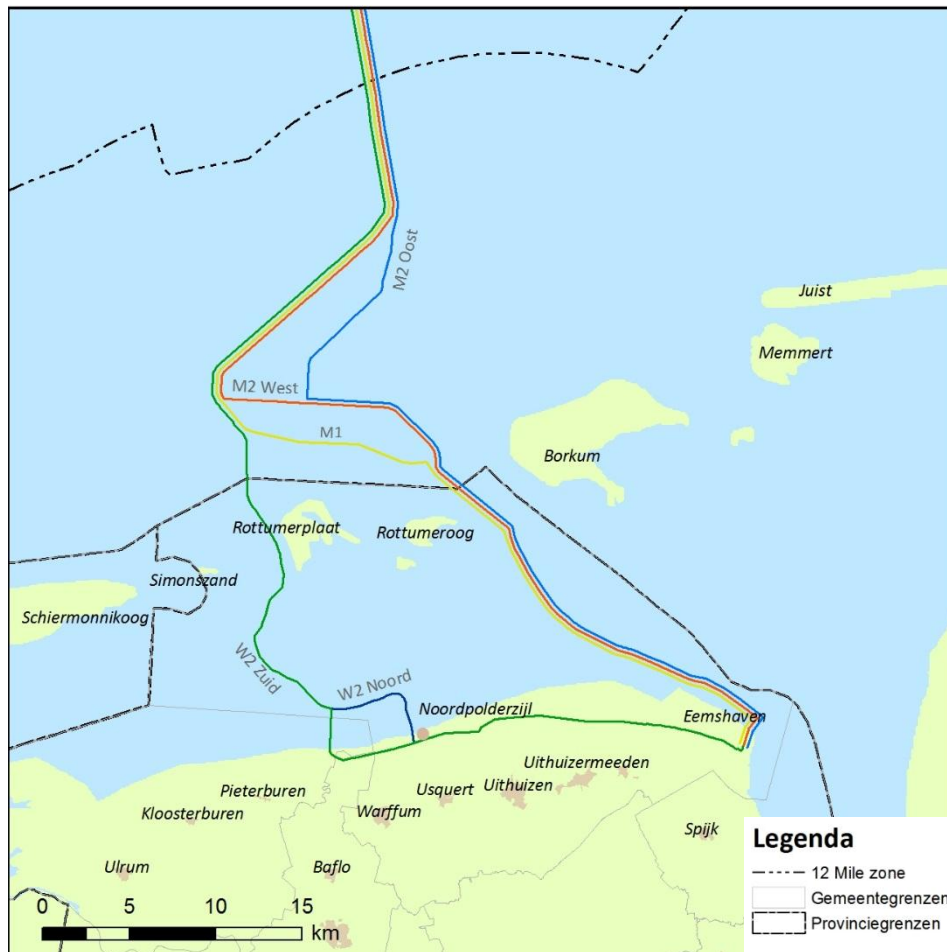 M2 Oost
Juist
Memmert
M2 West
M1
Borkum
Rottumerplaat
Rottumeroog
Simonszand
Schiermonnikoog
W2 Zuid
W2 Noord
Noordpolderzijl
Eemshaven
Uithuizermeeden
Uithuizen
Usquert
Pieterburen
Kloosterburen
Warffum
Spijk
Ulrum
Baflo
0 5 10 15
km
Legenda
12 Mile zone
Gemeentegrenzen
Provinciegrenzen